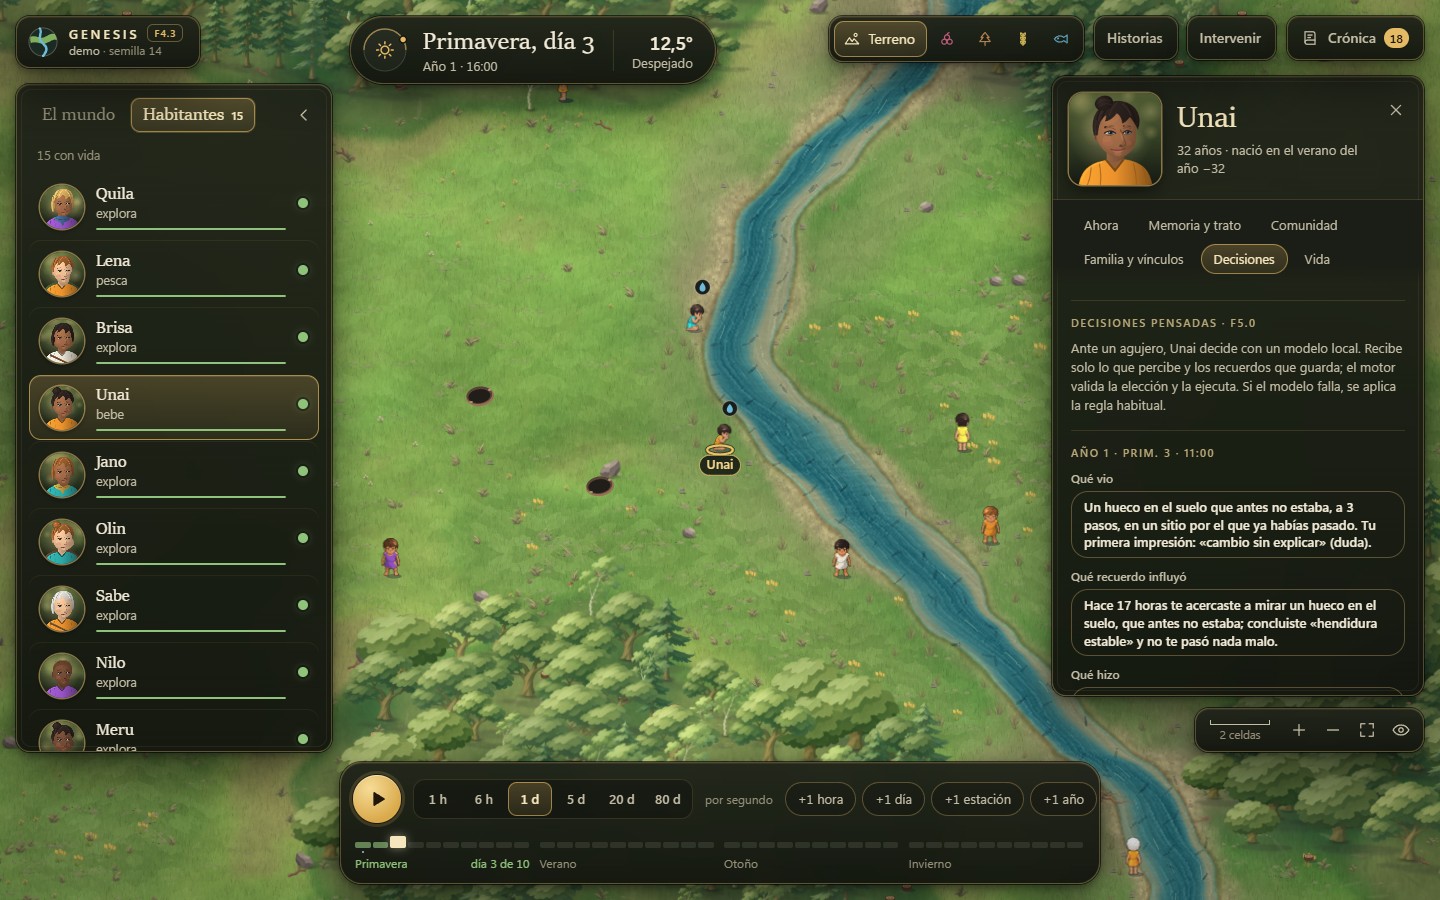 GENESIS F4.3
demo · semilla 14
Primavera, día 3
Año 1 · 16:00
12,5°
Despejado
Terreno
Historias
Intervenir
Crónica 18
El mundo
Habitantes 15
15 con vida
Quila
explora
Lena
pesca
Brisa
explora
Unai
bebe
Jano
explora
Olin
explora
Sabe
explora
Nilo
explora
Meru
explora
Unai
Unai
32 años · nació en el verano del
año −32
Ahora
Memoria y trato
Comunidad
Familia y vínculos
Decisiones
Vida
DECISIONES PENSADAS · F5.0
Ante un agujero, Unai decide con un modelo local. Recibe
solo lo que percibe y los recuerdos que guarda; el motor
valida la elección y la ejecuta. Si el modelo falla, se aplica
la regla habitual.
AÑO 1 · PRIM. 3 · 11:00
Qué vio
Un hueco en el suelo que antes no estaba, a 3
pasos, en un sitio por el que ya habías pasado. Tu
primera impresión: «cambio sin explicar» (duda).
Qué recuerdo influyó
Hace 17 horas te acercaste a mirar un hueco en el
suelo, que antes no estaba; concluiste «hendidura
estable» y no te pasó nada malo.
Qué hizo
2 celdas
1 h
6 h
1 d
5 d
20 d
80 d
por segundo
+1 hora
+1 día
+1 estación
+1 año
Primavera
día 3 de 10
Verano
Otoño
Invierno